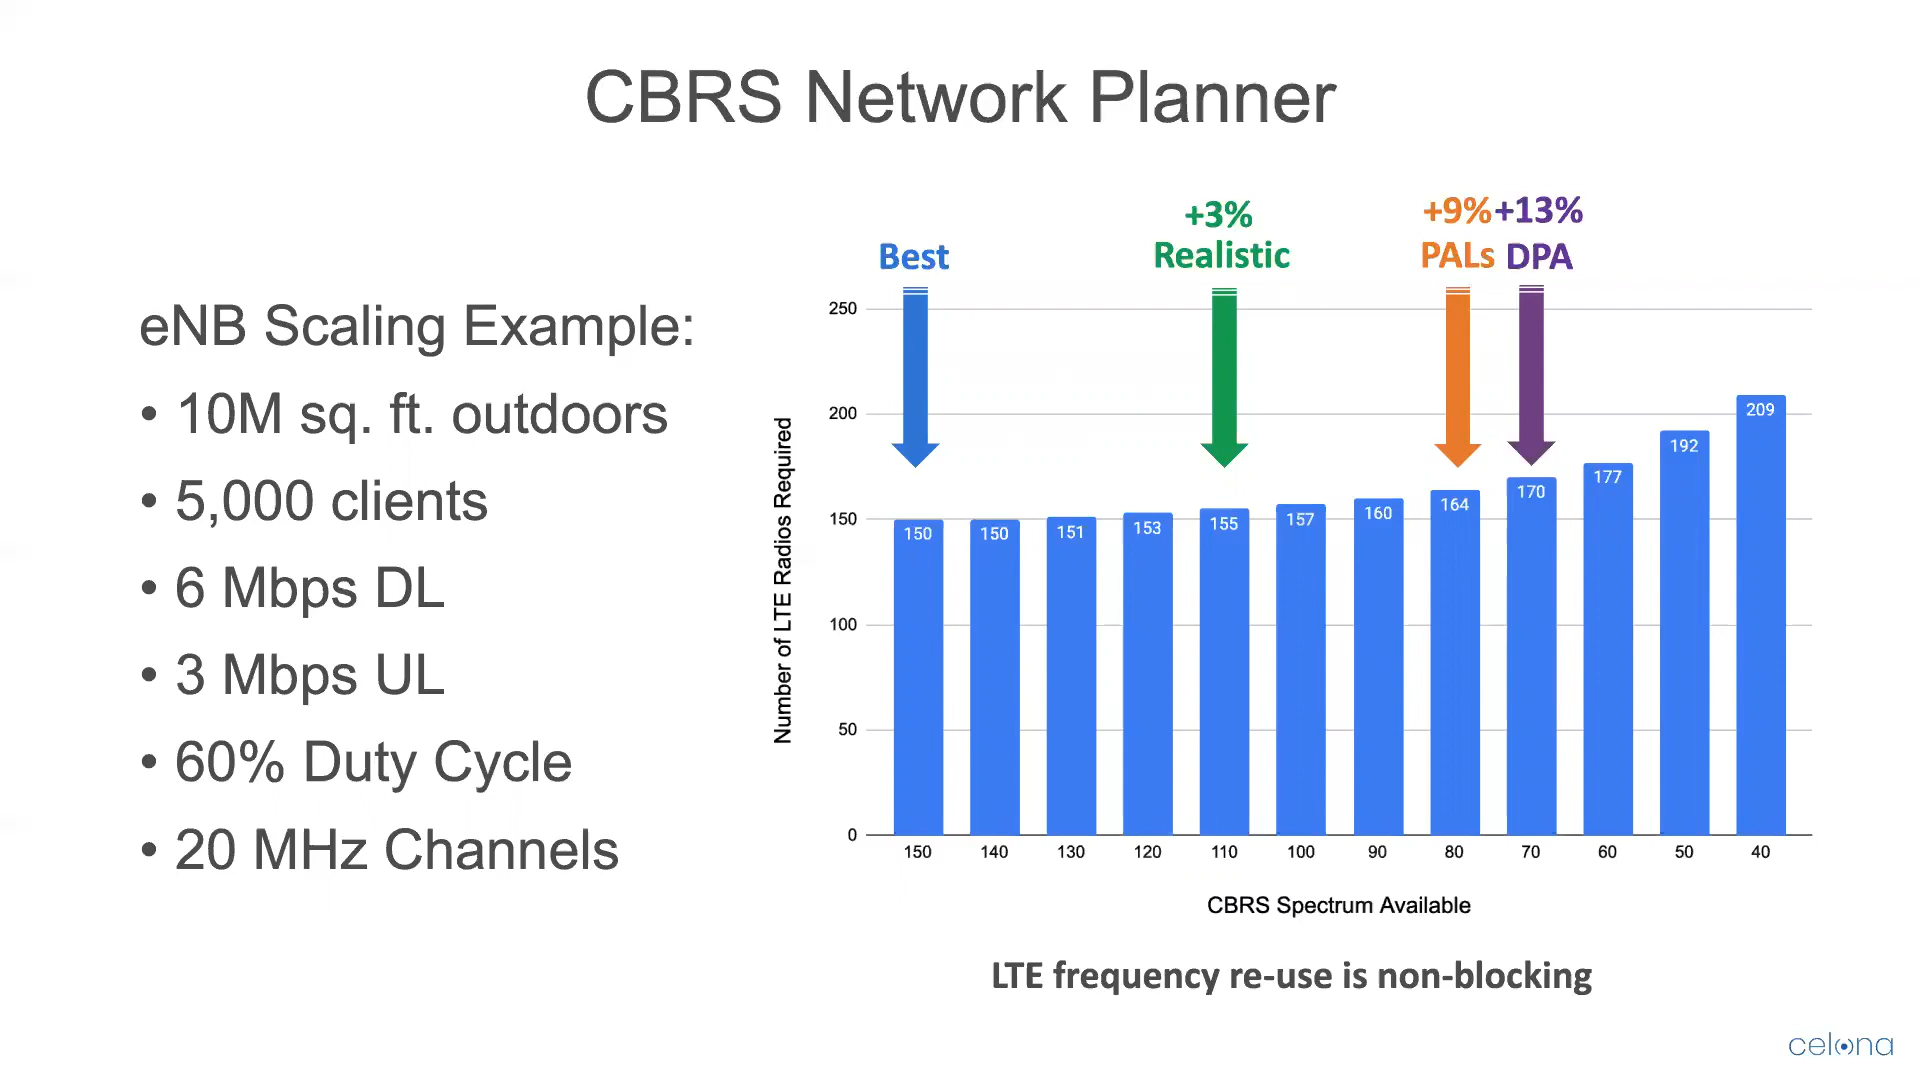 CBRS Network Planner
eNB Scaling Example:
• 10M sq. ft. outdoors
• 5,000 clients
• 6 Mbps DL
• 3 Mbps UL
• 60% Duty Cycle
• 20 MHz Channels
Best
+3%
Realistic
+9%
PALs
+13%
DPA
Number of LTE Radios Required
250
200
150
100
50
0
150 150 151 153 155 157 160 164 170 177 192 209
150 140 130 120 110 100 90 80 70 60 50 40
CBRS Spectrum Available
LTE frequency re-use is non-blocking
celona